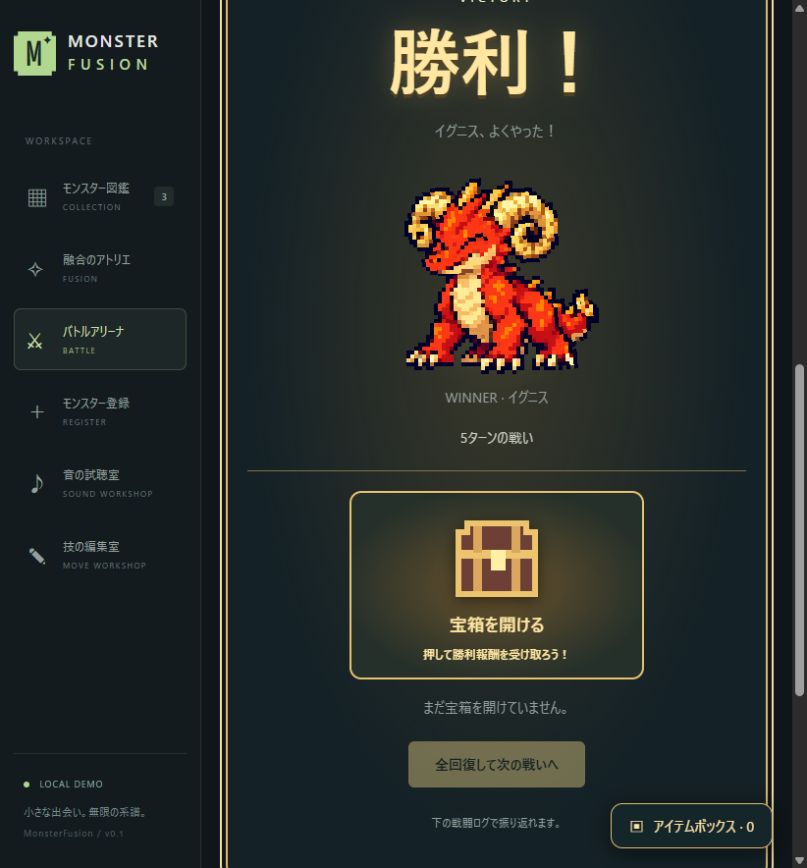 MONSTER
FUSION
WORKSPACE
モンスター図鑑
COLLECTION
3
融合のアトリエ
FUSION
バトルアリーナ
BATTLE
モンスター登録
REGISTER
音の試聴室
SOUND WORKSHOP
技の編集室
MOVE WORKSHOP
LOCAL DEMO
小さな出会い。無限の系譜。
MonsterFusion / v0.1
VICTORY
勝利！
イグニス、よくやった！
WINNER · イグニス
5ターンの戦い
宝箱を開ける
押して勝利報酬を受け取ろう！
まだ宝箱を開けていません。
全回復して次の戦いへ
下の戦闘ログで振り返れます。
アイテムボックス · 0